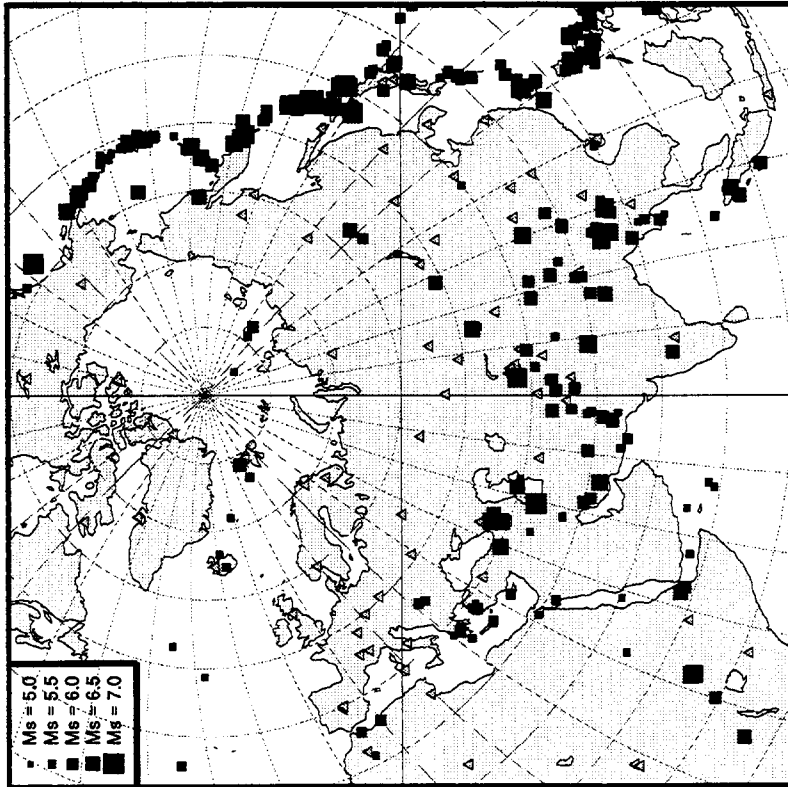 Ms = 5.0
Ms = 5.5
Ms = 6.0
Ms = 6.5
Ms = 7.0